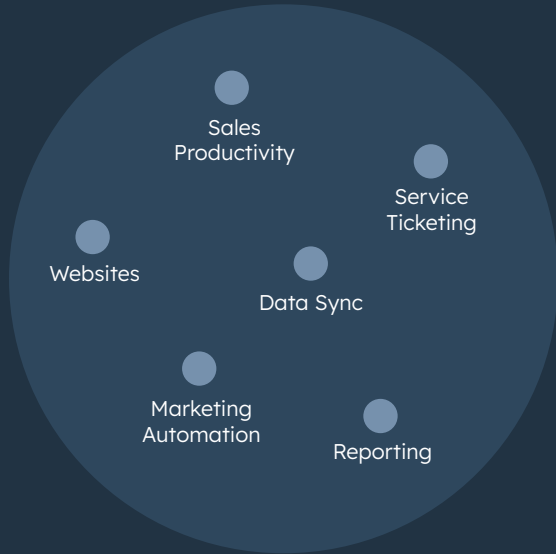 Sales
Productivity
Service
Ticketing
Websites
Data Sync
Marketing
Automation
Reporting